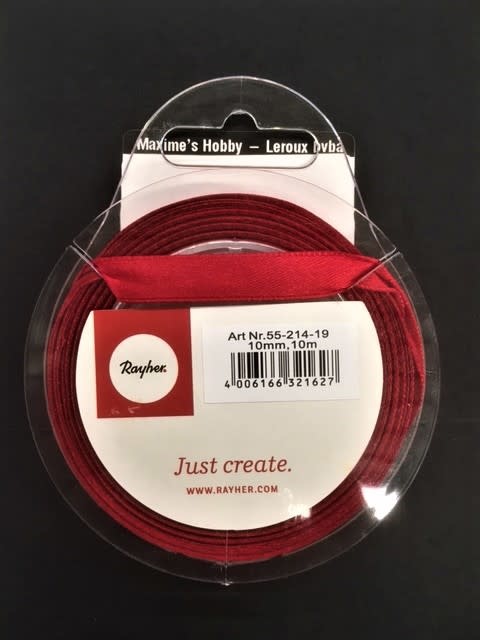 Maxime's Hobby – Leroux bvba
Art Nr.55-214-19
10mm, 10m
4 006166 321627
Rayher.
Just create.
WWW.RAYHER.COM